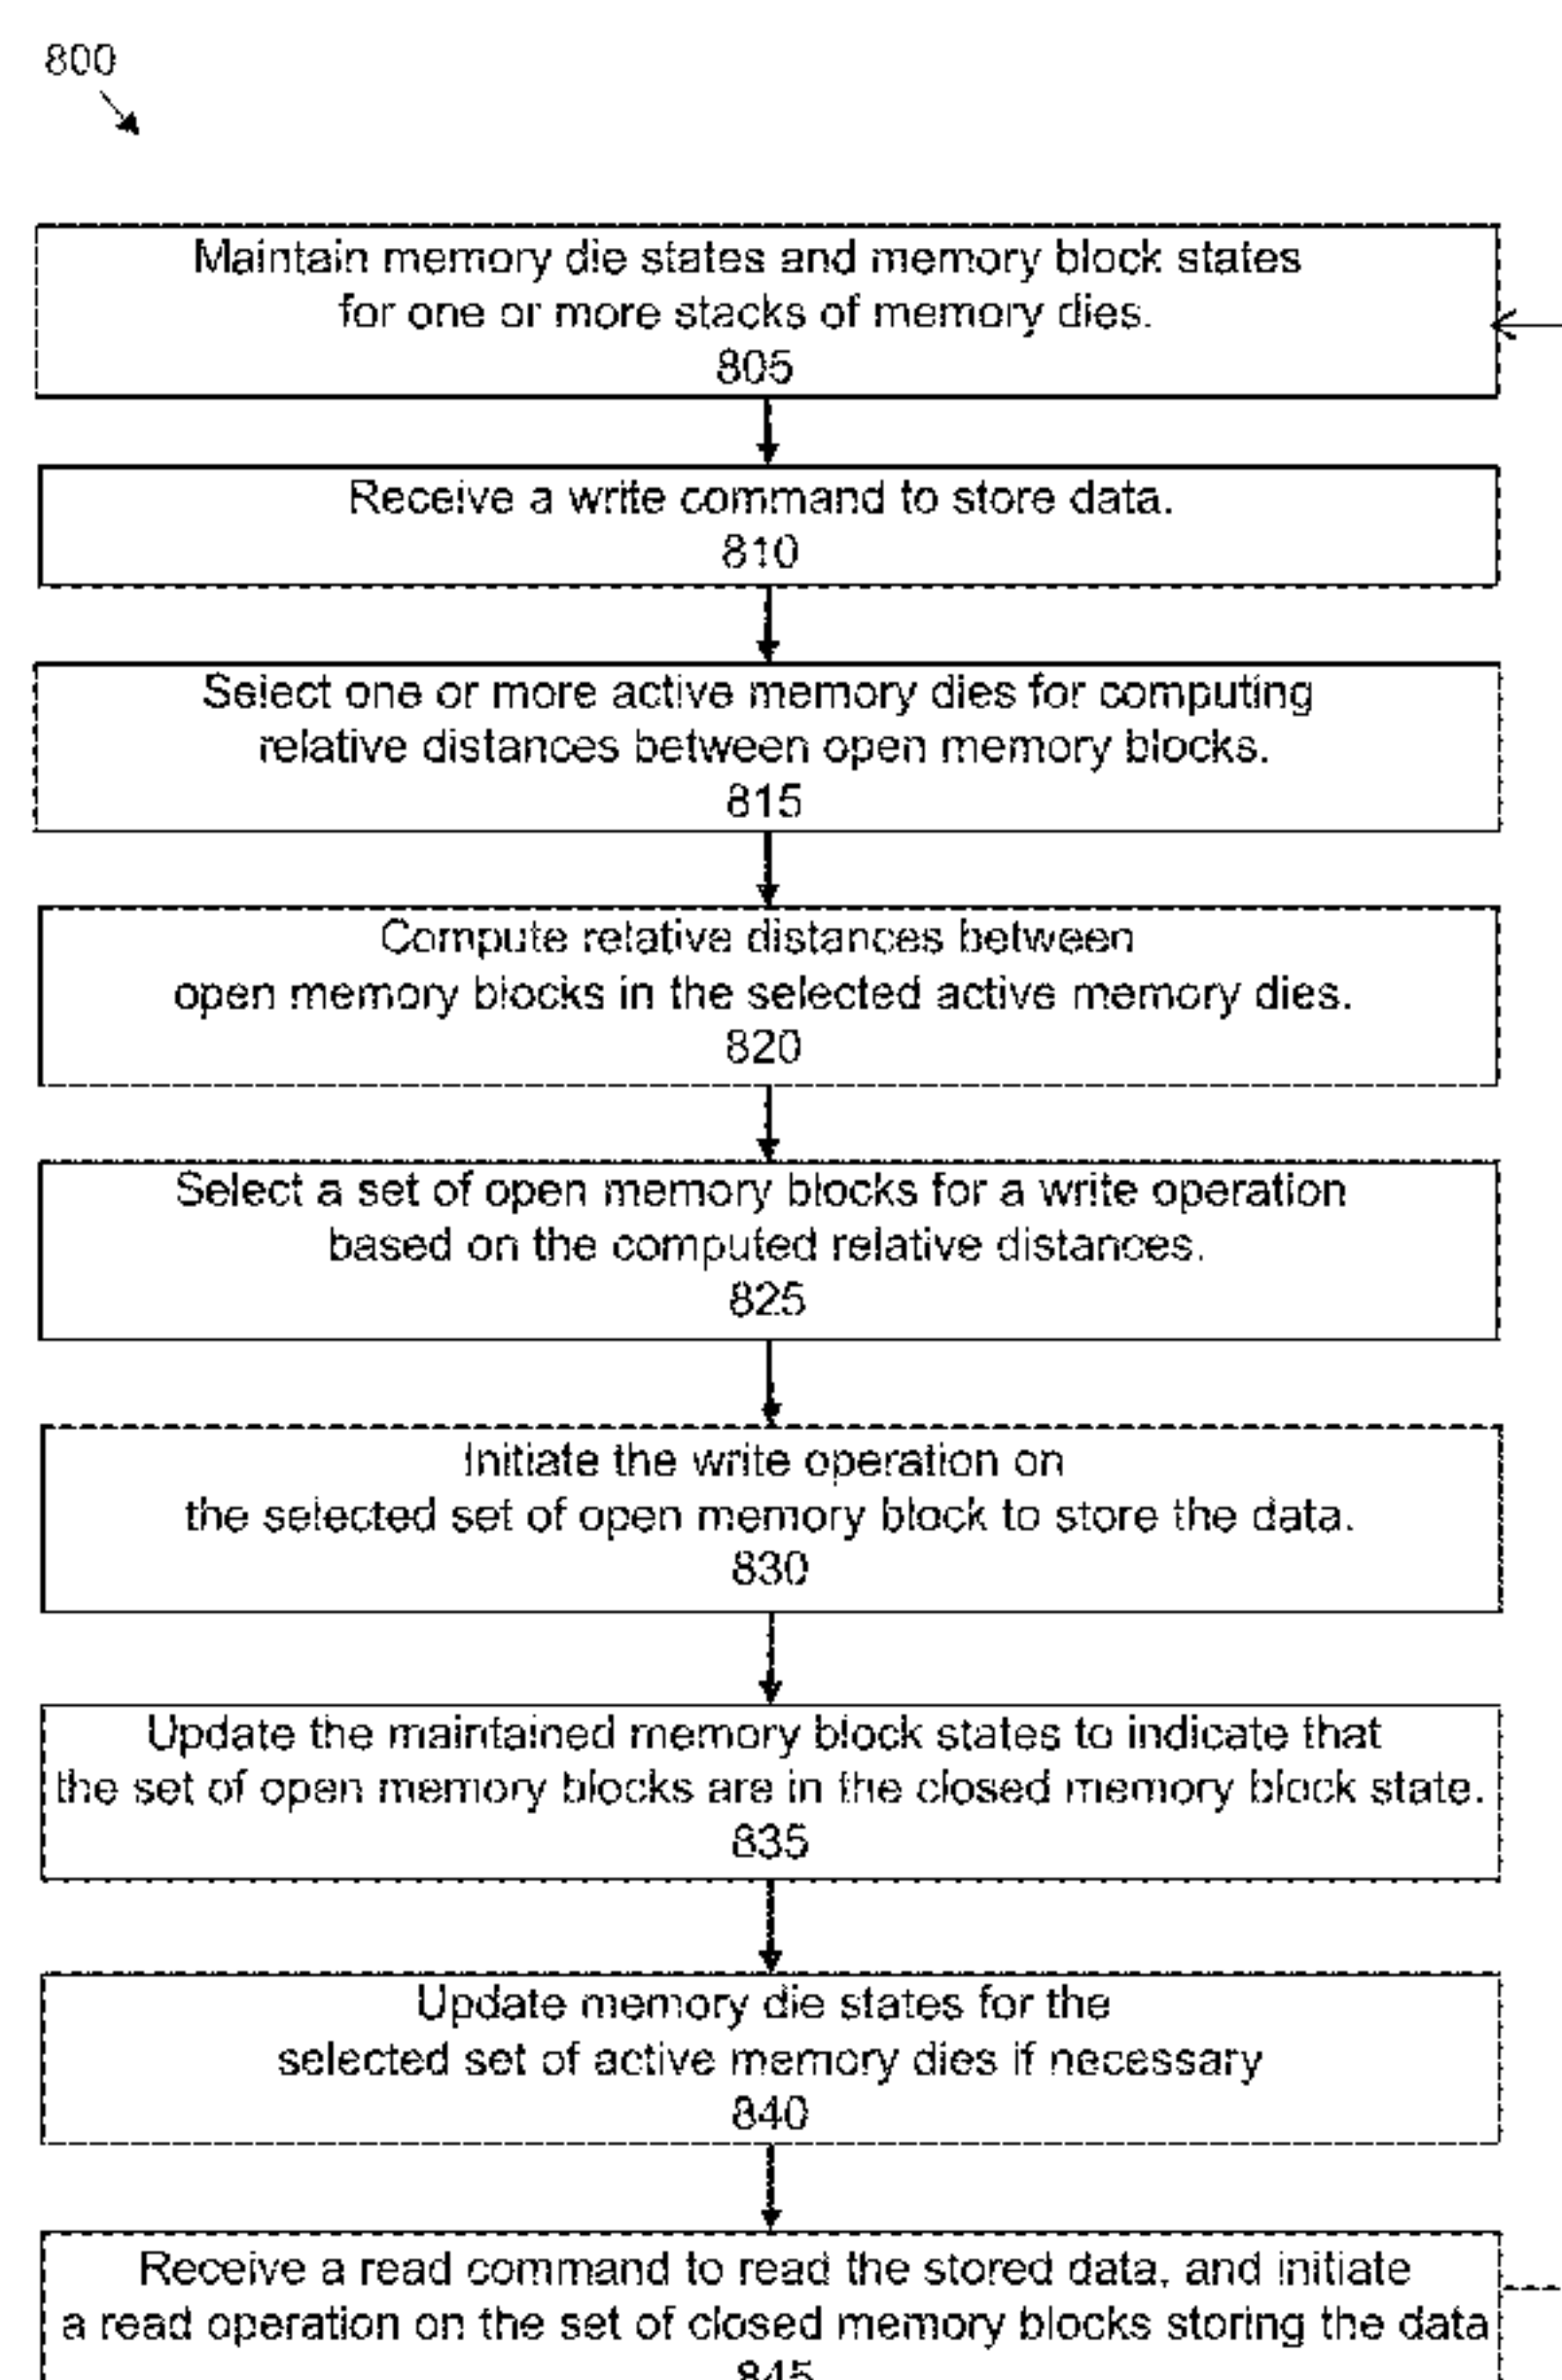 800
Maintain memory die states and memory block states
for one or more stacks of memory dies.
805
Receive a write command to store data.
810
Select one or more active memory dies for computing
relative distances between open memory blocks.
815
Compute relative distances between
open memory blocks in the selected active memory dies.
820
Select a set of open memory blocks for a write operation
based on the computed relative distances.
825
Initiate the write operation on
the selected set of open memory block to store the data.
830
Update the maintained memory block states to indicate that
the set of open memory blocks are in the closed memory block state.
835
Update memory die states for the
selected set of active memory dies if necessary
840
Receive a read command to read the stored data, and initiate
a read operation on the set of closed memory blocks storing the data
845